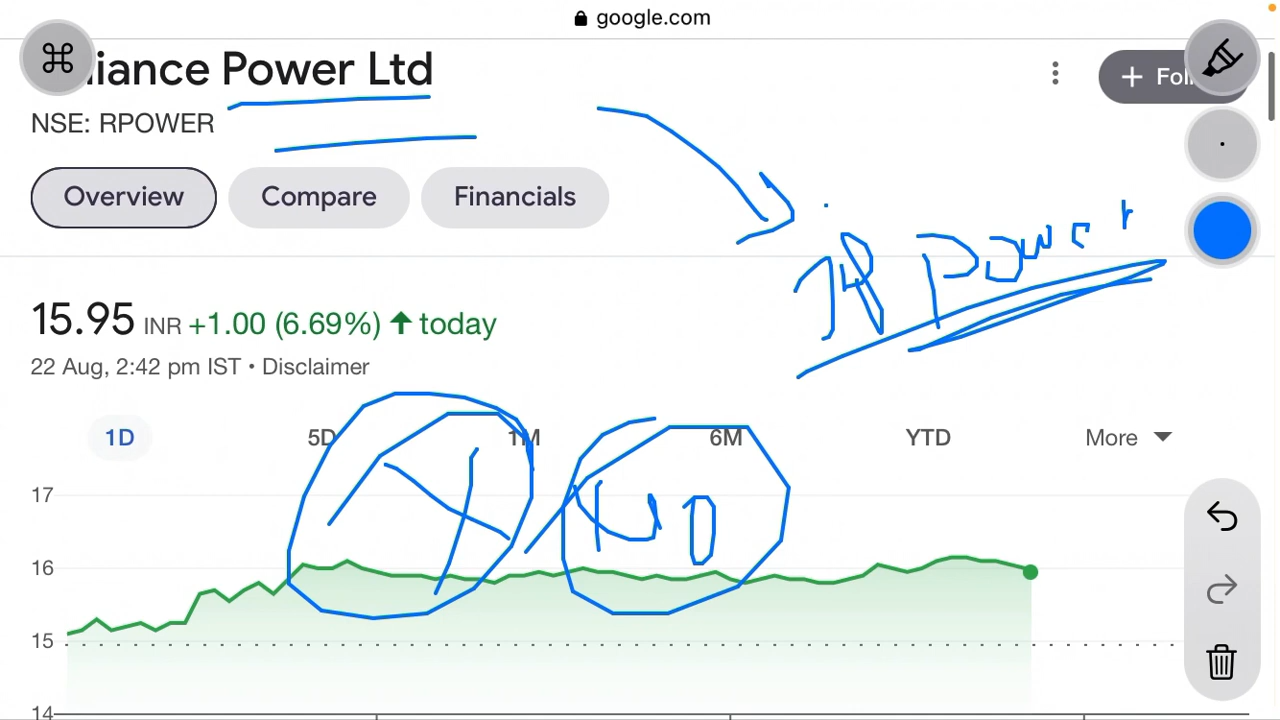 google.com
liance Power Ltd
+ Fol
NSE: RPOWER
Overview Compare Financials
Power
15.95 INR +1.00 (6.69%) ↑ today
22 Aug, 2:42 pm IST • Disclaimer
1D 5D 1M 6M YTD More
17
16
15
14